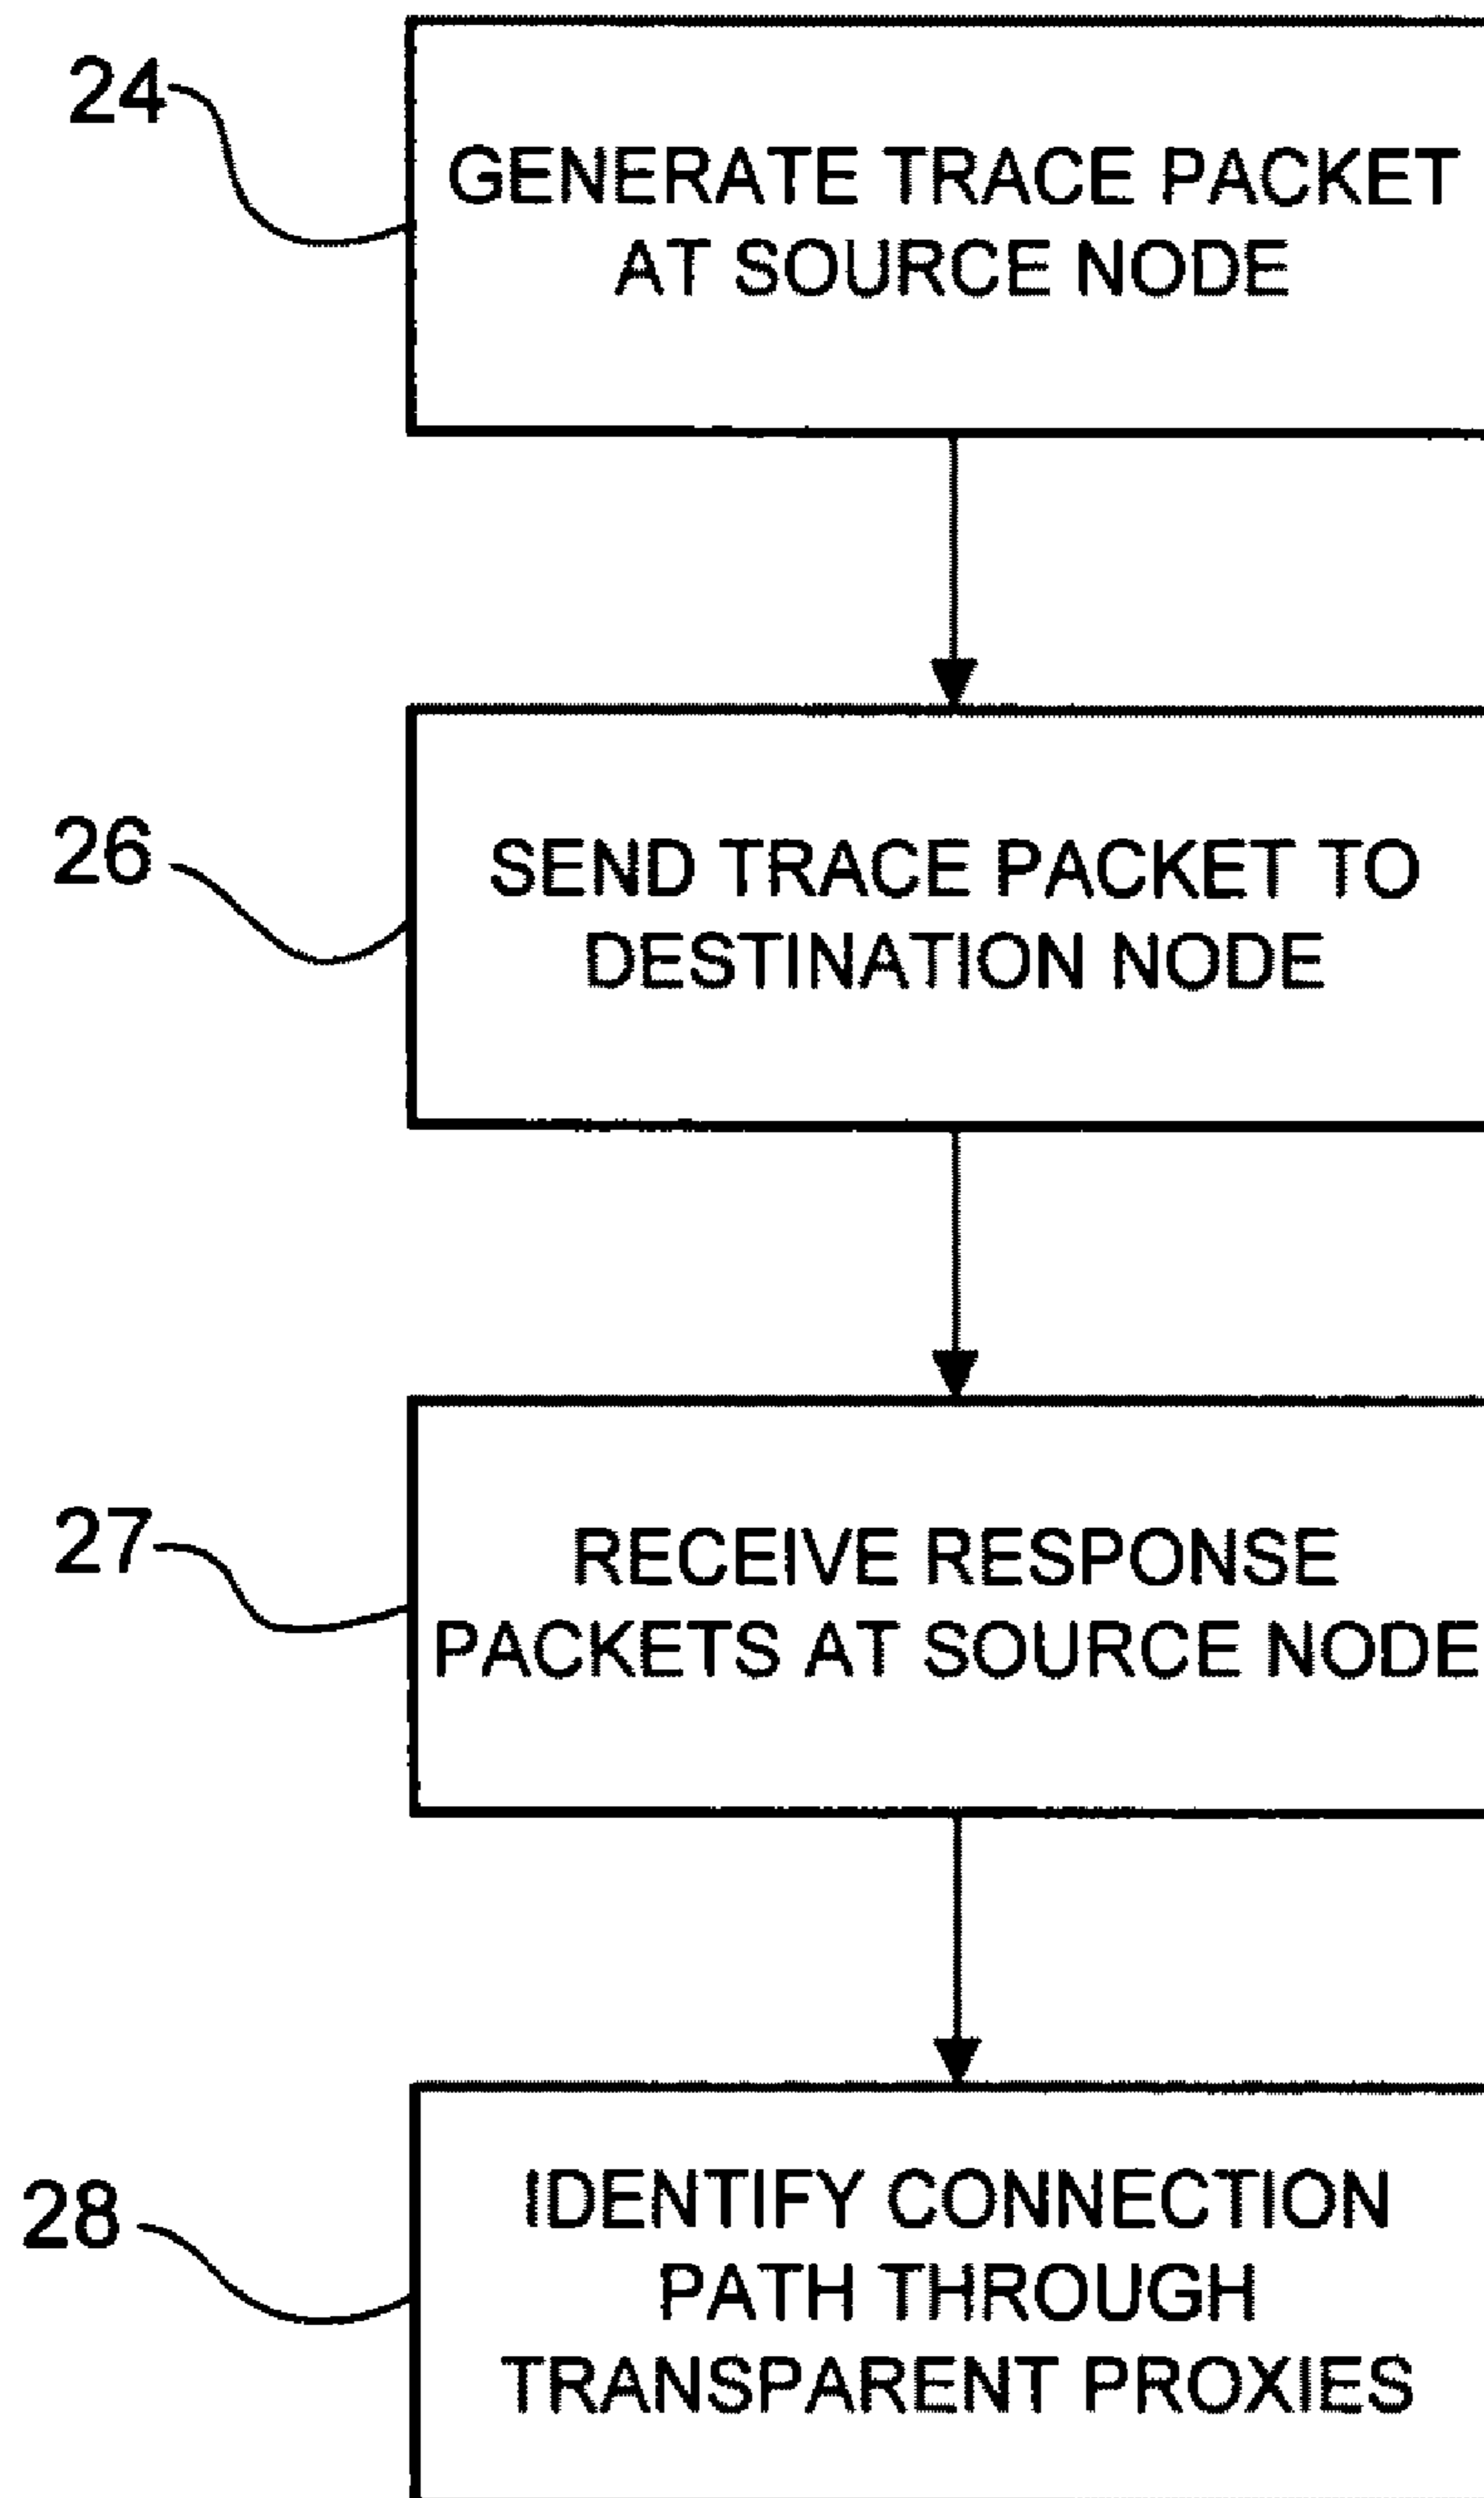 24
GENERATE TRACE PACKET
AT SOURCE NODE
26
SEND TRACE PACKET TO
DESTINATION NODE
27
RECEIVE RESPONSE
PACKETS AT SOURCE NODE
28
IDENTIFY CONNECTION
PATH THROUGH
TRANSPARENT PROXIES